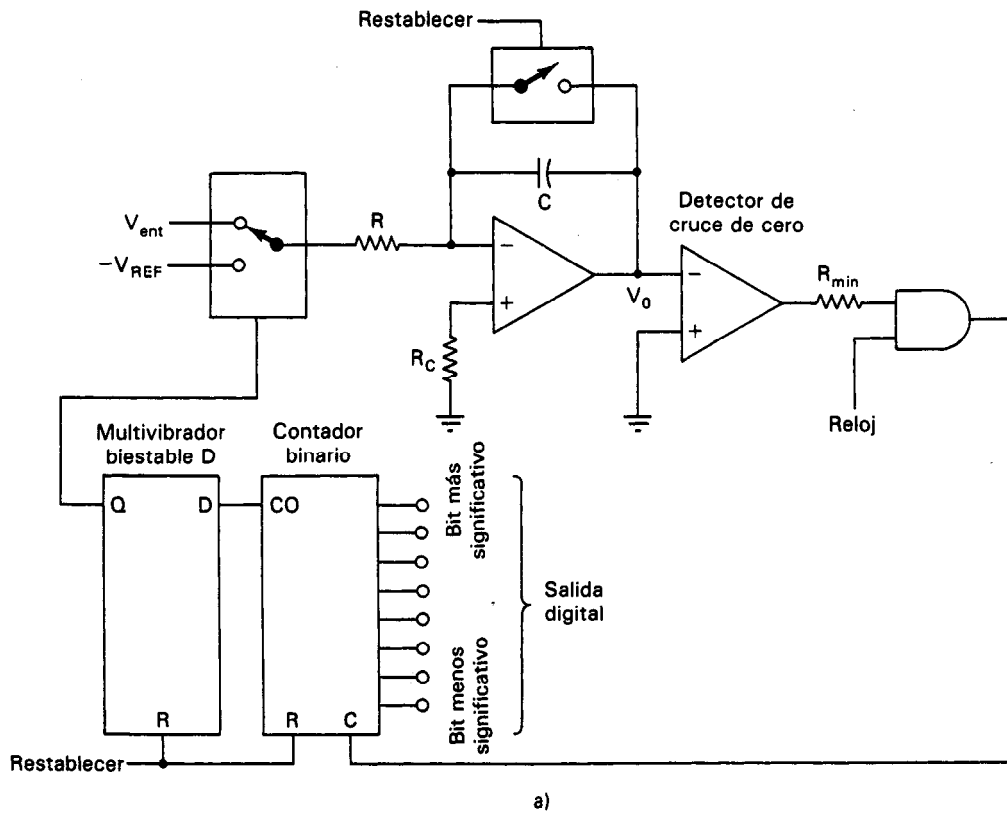 Restablecer
V_ent
−V_REF
R
C
−
+
R_C
V_o
Detector de
cruce de cero
−
+
R_min
Reloj
Multivibrador
biestable D
Q
D
R
Contador
binario
CO
R
C
Bit más
significativo
Bit menos
significativo
Salida
digital
Restablecer
a)